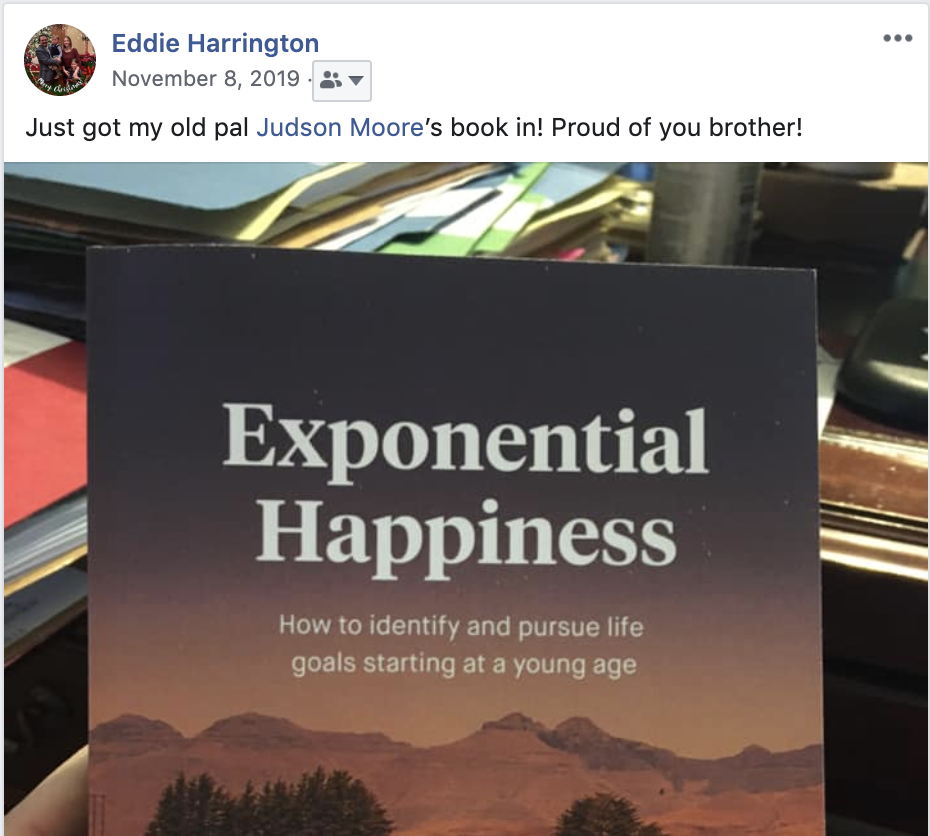 Eddie Harrington
November 8, 2019 ·
Just got my old pal Judson Moore’s book in! Proud of you brother!
Exponential
Happiness
How to identify and pursue life
goals starting at a young age